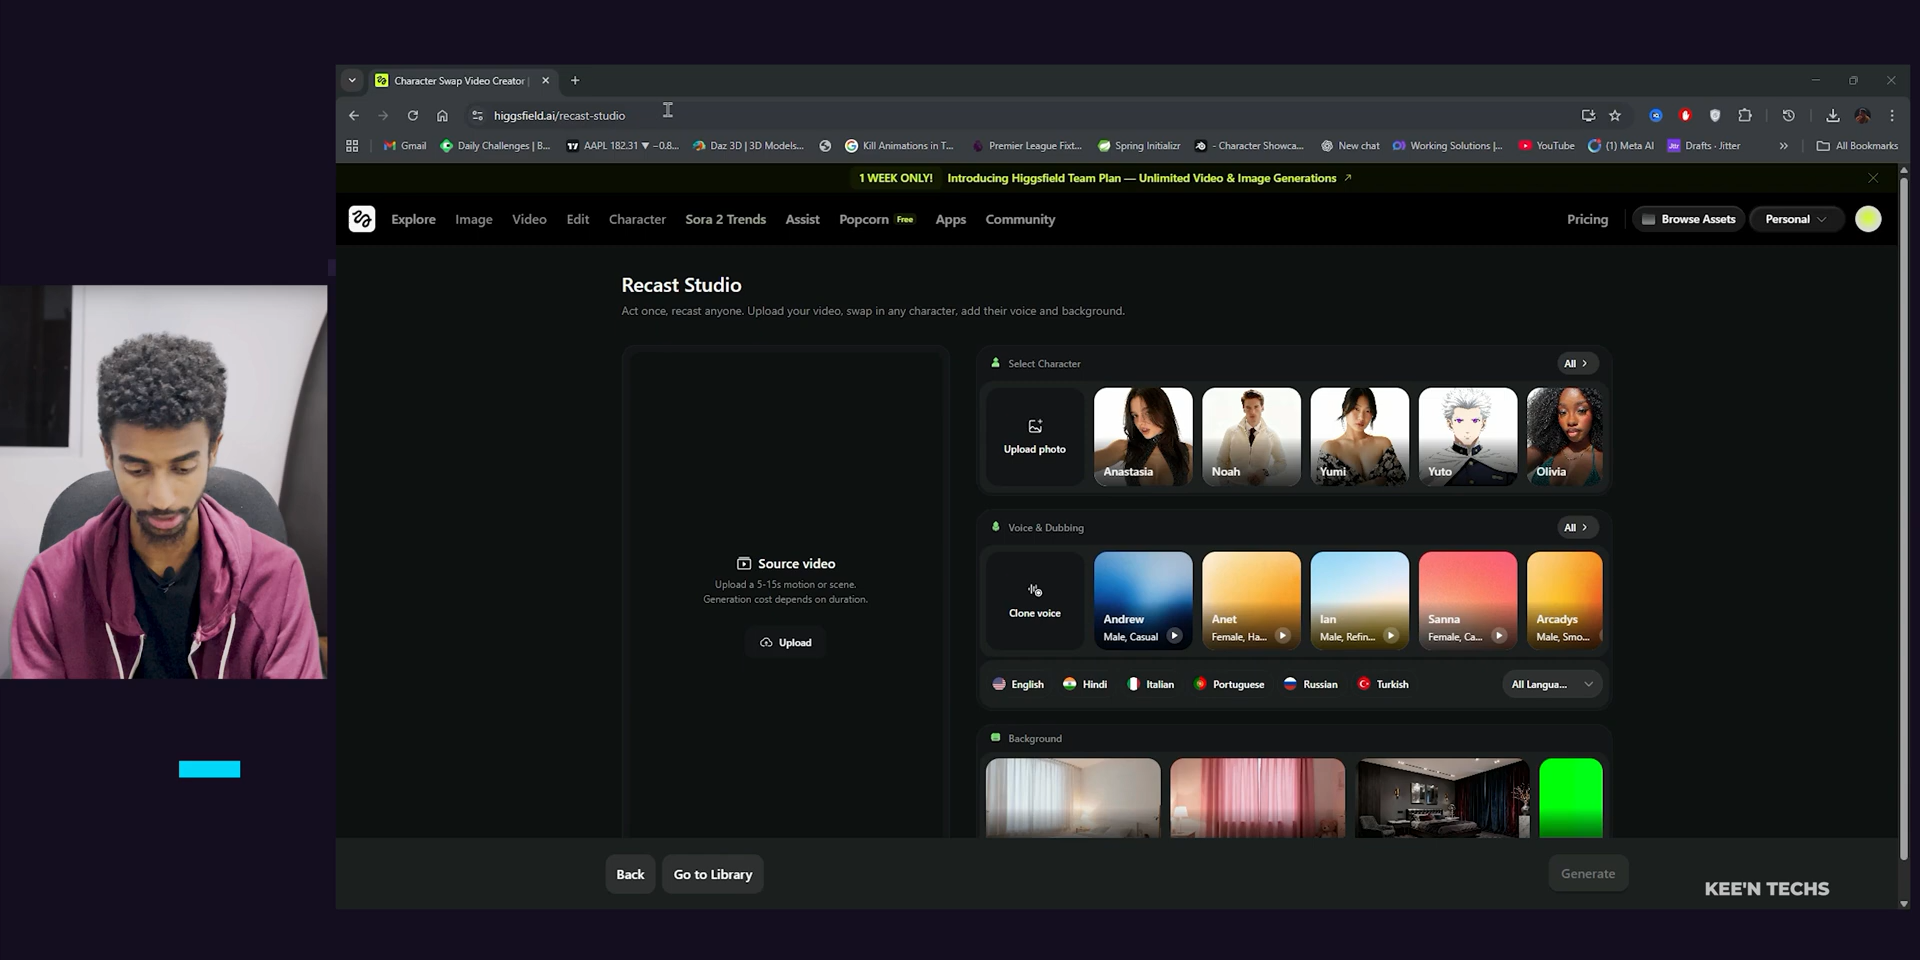 Character Swap Video Creator |
higgsfield.ai/recast-studio
Gmail
Daily Challenges | B...
AAPL 182.31 ▼ −0.8...
Daz 3D | 3D Models...
Kill Animations in T...
Premier League Fixt...
Spring Initializr
- Character Showca...
New chat
Working Solutions |...
YouTube
(1) Meta AI
Drafts · Jitter
»
All Bookmarks
1 WEEK ONLY! Introducing Higgsfield Team Plan — Unlimited Video & Image Generations ↗
Explore
Image
Video
Edit
Character
Sora 2 Trends
Assist
Popcorn Free
Apps
Community
Pricing
Browse Assets
Personal
Recast Studio
Act once, recast anyone. Upload your video, swap in any character, add their voice and background.
Source video
Upload a 5-15s motion or scene.
Generation cost depends on duration.
Upload
Select Character
All >
Upload photo
Anastasia
Noah
Yumi
Yuto
Olivia
Voice & Dubbing
All >
Clone voice
Andrew
Male, Casual
Anet
Female, Ha...
Ian
Male, Refin...
Sanna
Female, Ca...
Arcadys
Male, Smo...
English
Hindi
Italian
Portuguese
Russian
Turkish
All Langua...
Background
Back
Go to Library
Generate
KEE'N TECHS